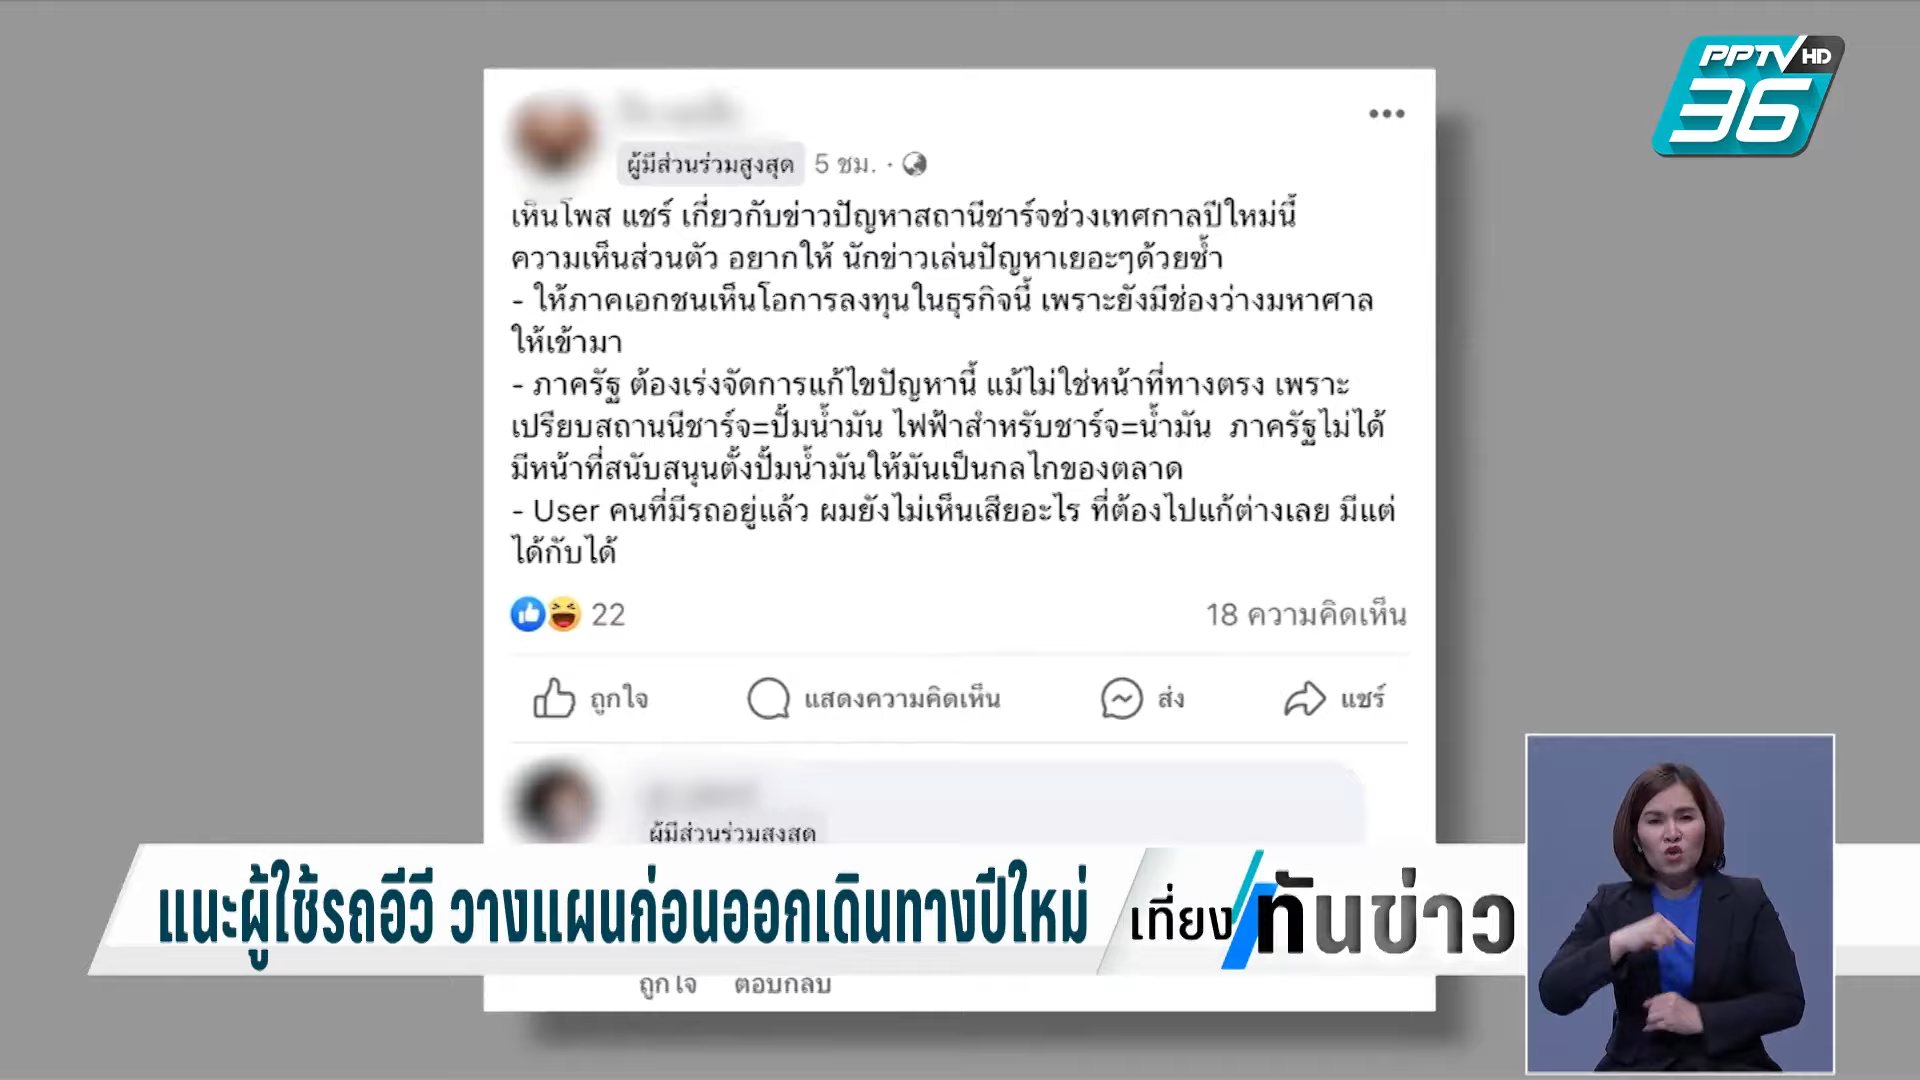 PPTV HD
36
ผู้มีส่วนร่วมสูงสุด 5 ชม. ·
เห็นโพส แชร์ เกี่ยวกับข่าวปัญหาสถานีชาร์จช่วงเทศกาลปีใหม่นี้
ความเห็นส่วนตัว อยากให้ นักข่าวเล่นปัญหาเยอะๆด้วยซ้ำ
- ให้ภาคเอกชนเห็นโอการลงทุนในธุรกิจนี้ เพราะยังมีช่องว่างมหาศาล
ให้เข้ามา
- ภาครัฐ ต้องเร่งจัดการแก้ไขปัญหานี้ แม้ไม่ใช่หน้าที่ทางตรง เพราะ
เปรียบสถานนีชาร์จ=ปั้มน้ำมัน ไฟฟ้าสำหรับชาร์จ=น้ำมัน ภาครัฐไม่ได้
มีหน้าที่สนับสนุนตั้งปั้มน้ำมันให้มันเป็นกลไกของตลาด
- User คนที่มีรถอยู่แล้ว ผมยังไม่เห็นเสียอะไร ที่ต้องไปแก้ต่างเลย มีแต่
ได้กับได้
22 18 ความคิดเห็น
ถูกใจ แสดงความคิดเห็น ส่ง แชร์
ผู้มีส่วนร่วมสูงสุด
แนะผู้ใช้รถอีวี วางแผนก่อนออกเดินทางปีใหม่ เที่ยงทันข่าว
ถูกใจ ตอบกลับ